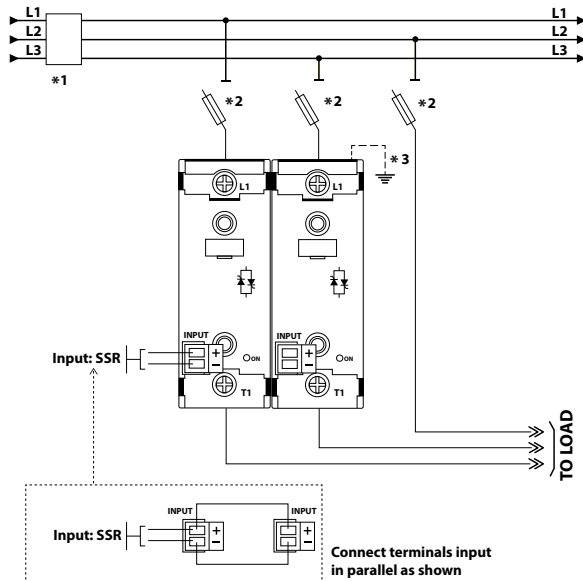 L1 L1
L2 L2
L3 L3
*1
*2 *2 *2
*3
L1 L1
INPUT INPUT
+ +
Input: SSR
- -
ON ON
T1 T1
TO LOAD
INPUT INPUT
+ +
Input: SSR
- -
Connect terminals input
in parallel as shown